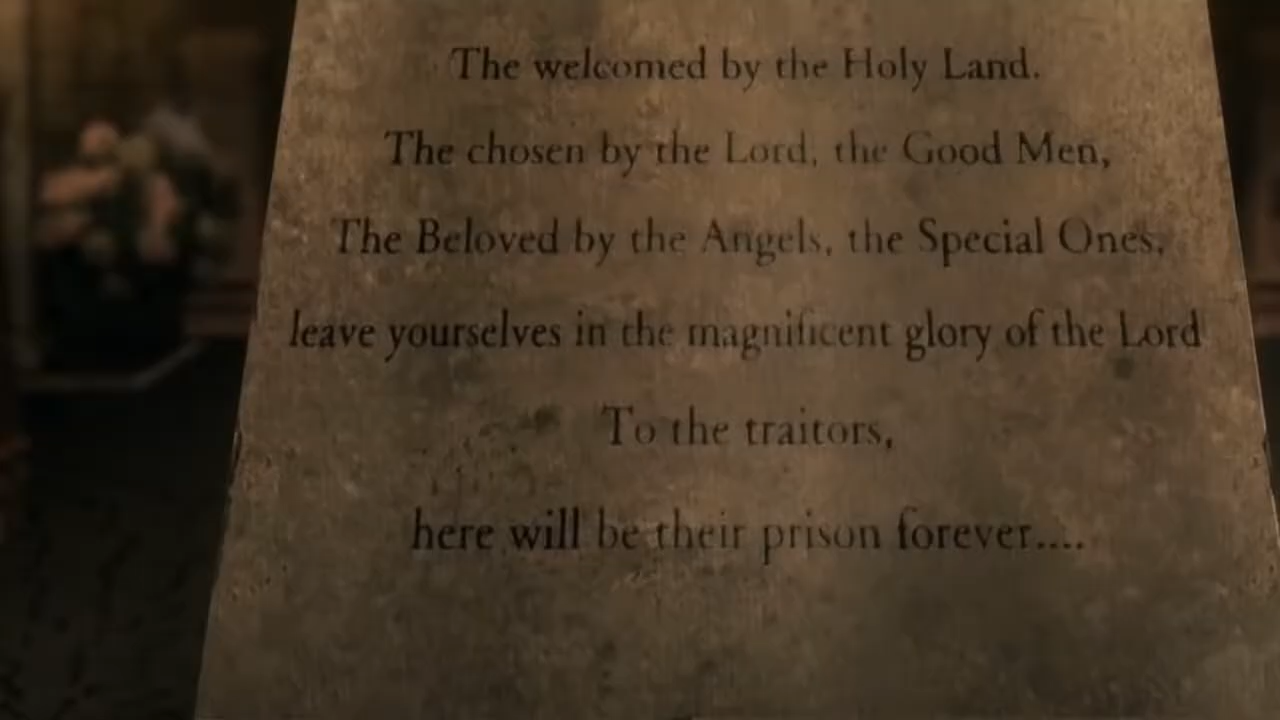 The welcomed by the Holy Land.
The chosen by the Lord, the Good Men,
The Beloved by the Angels, the Special Ones,
leave yourselves in the magnificent glory of the Lord
To the traitors,
here will be their prison forever....